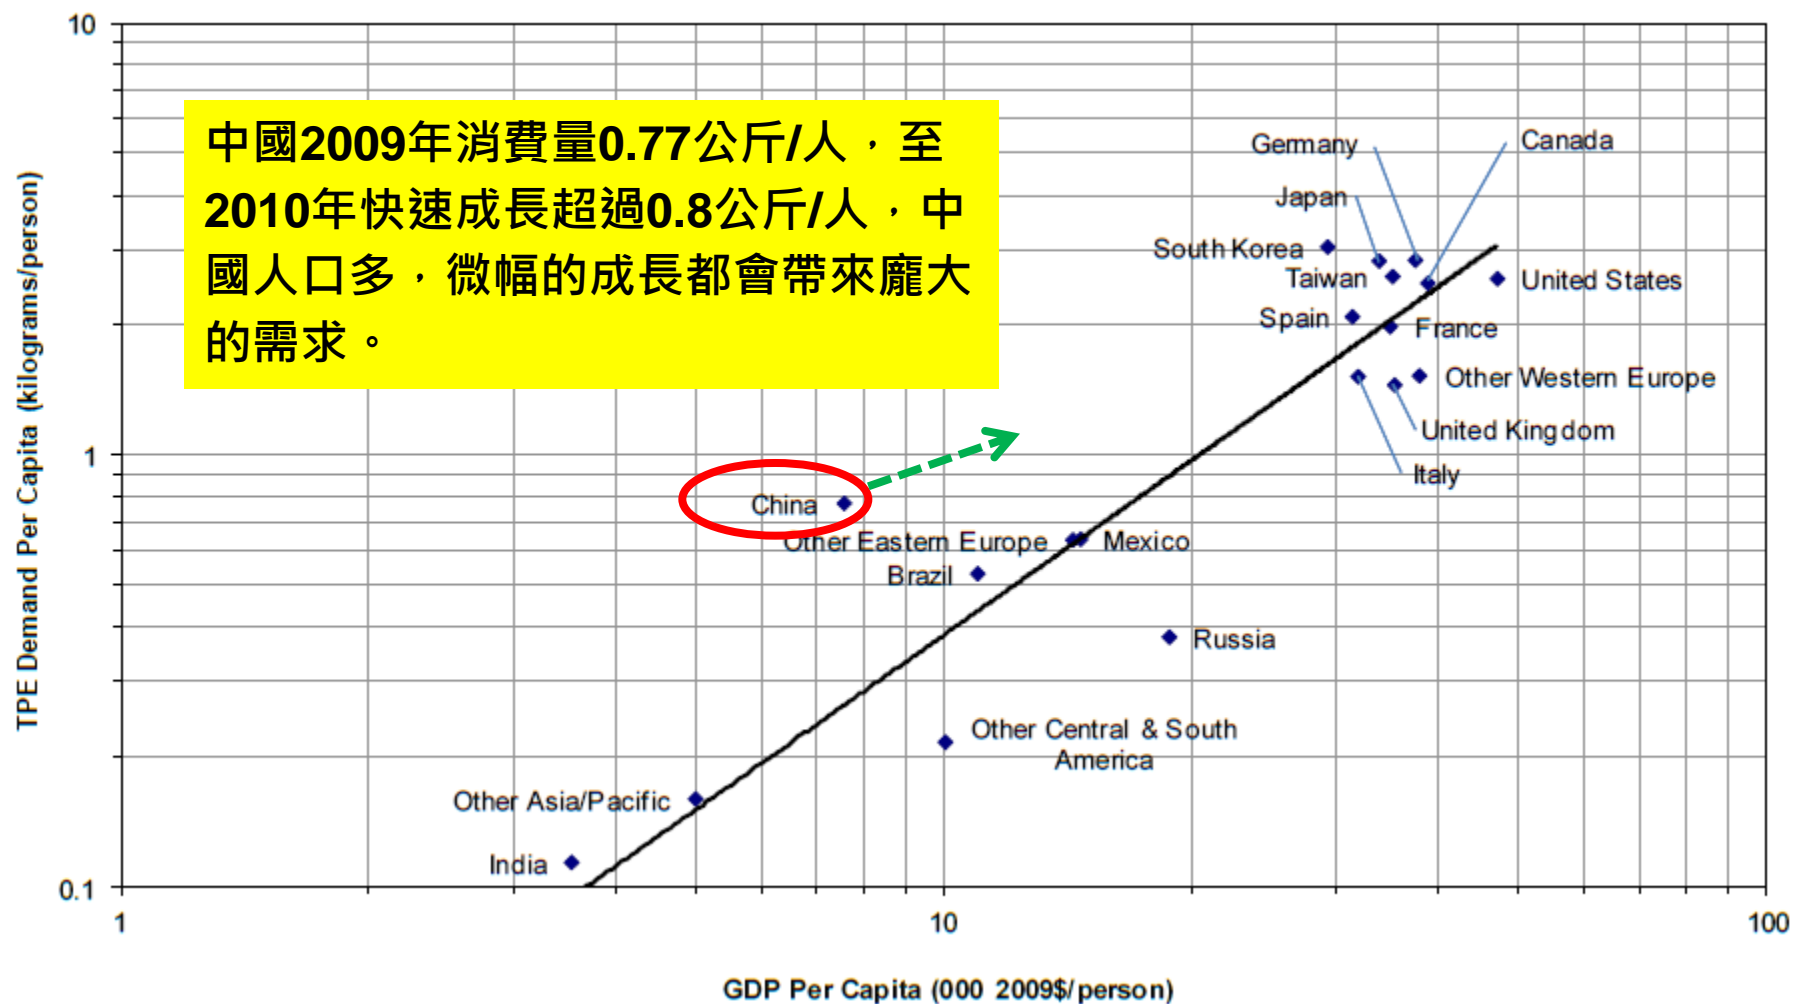 10
中國2009年消費量0.77公斤/人，至
2010年快速成長超過0.8公斤/人，中
國人口多，微幅的成長都會帶來龐大
的需求。
Germany
Canada
Japan
South Korea
Taiwan
United States
Spain
France
Other Western Europe
United Kingdom
Italy
1
China
Other Eastern Europe
Mexico
Brazil
Russia
Other Central & South
America
Other Asia/Pacific
India
0.1
1
10
100
TPE Demand Per Capita (kilograms/person)
GDP Per Capita (000 2009$/person)